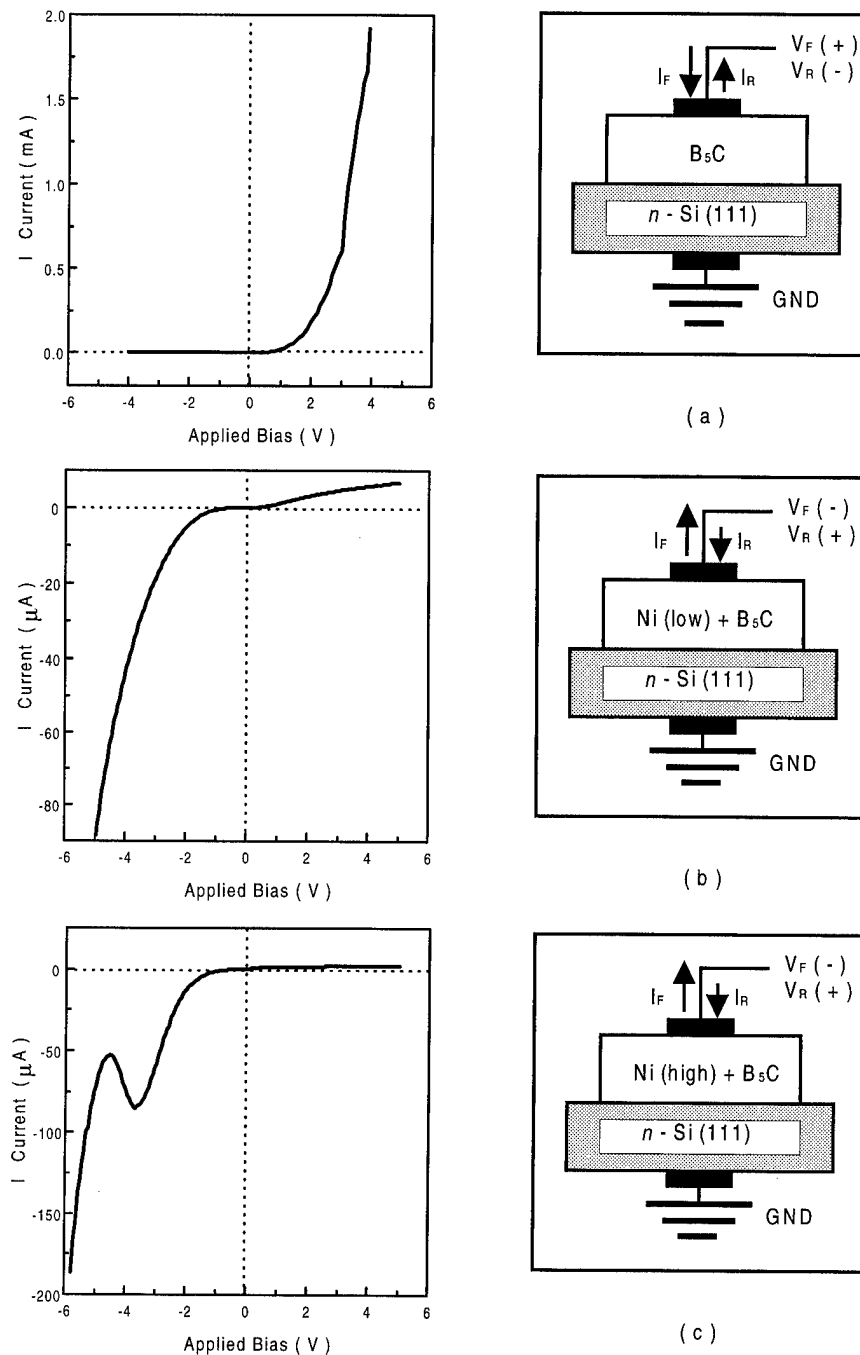 2.0
1.5
1.0
0.5
0.0
I Current ( mA )
-6 -4 -2 0 2 4 6
Applied Bias ( V )
V_F ( + )
V_R ( - )
I_F I_R
B₅C
n - Si (111)
GND
( a )
0
-20
-40
-60
-80
I Current ( μA )
-6 -4 -2 0 2 4 6
Applied Bias ( V )
V_F ( - )
V_R ( + )
I_F I_R
Ni (low) + B₅C
n - Si (111)
GND
( b )
0
-50
-100
-150
-200
I Current ( μA )
-6 -4 -2 0 2 4 6
Applied Bias ( V )
V_F ( - )
V_R ( + )
I_F I_R
Ni (high) + B₅C
n - Si (111)
GND
( c )